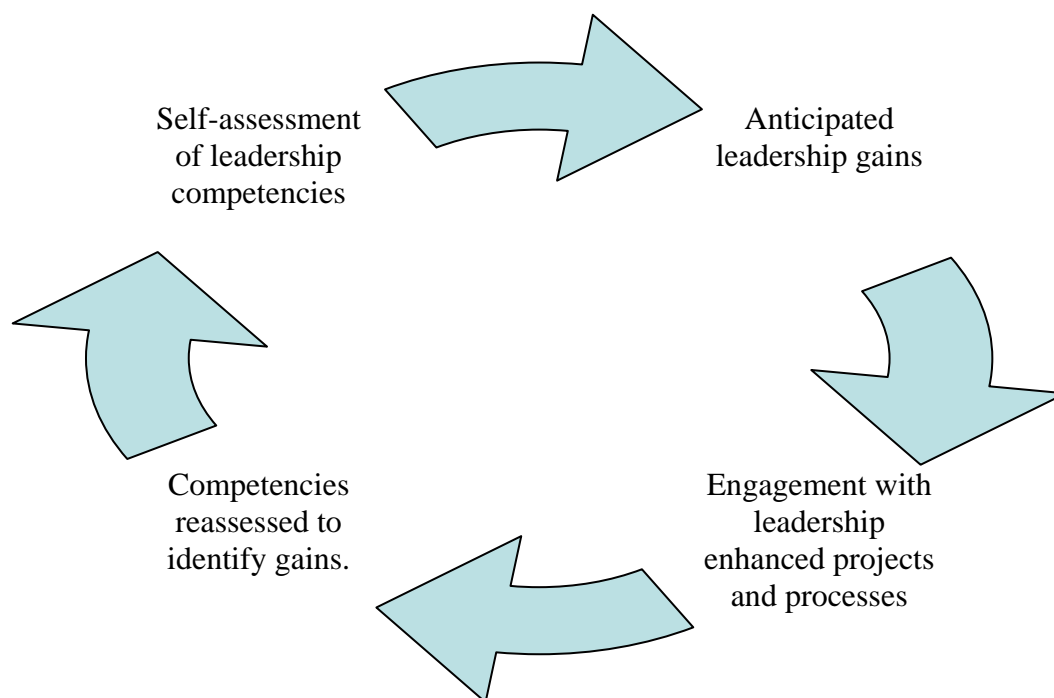 Self-assessment
of leadership
competencies
Anticipated
leadership gains
Engagement with
leadership
enhanced projects
and processes
Competencies
reassessed to
identify gains.